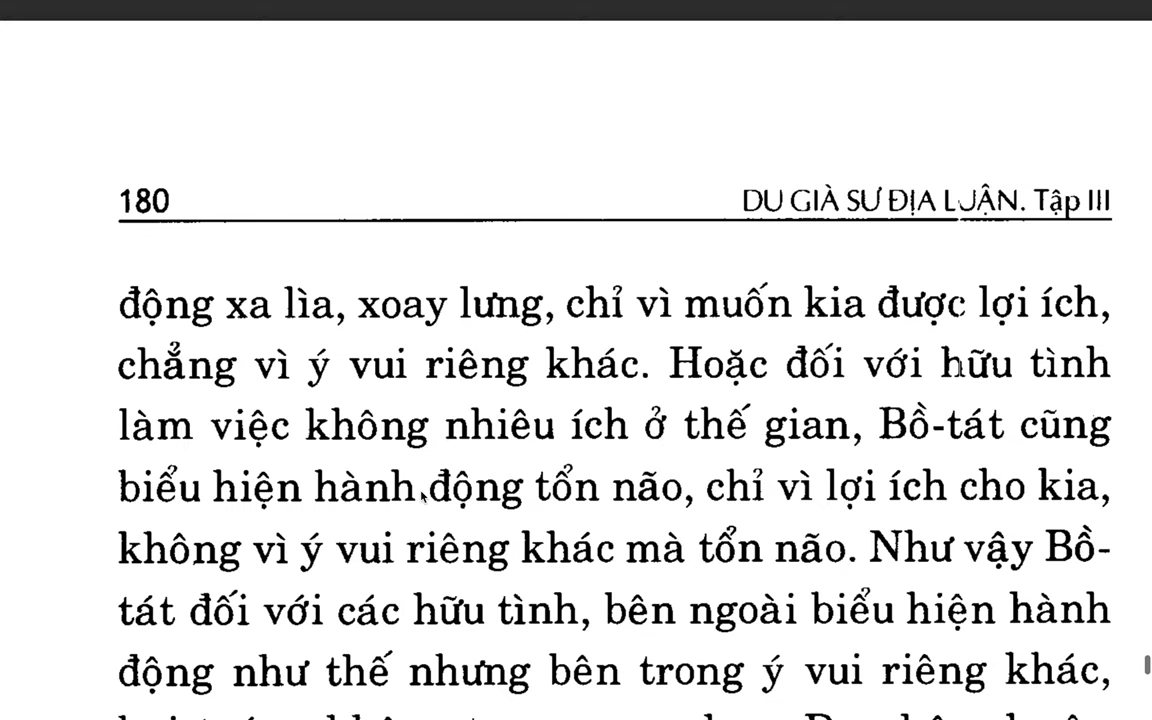 180 DU GIÀ SƯ ĐỊA LUẬN. Tập III
động xa lìa, xoay lưng, chỉ vì muốn kia được lợi ích,
chẳng vì ý vui riêng khác. Hoặc đối với hữu tình
làm việc không nhiêu ích ở thế gian, Bồ-tát cũng
biểu hiện hành động tổn não, chỉ vì lợi ích cho kia,
không vì ý vui riêng khác mà tổn não. Như vậy Bồ-
tát đối với các hữu tình, bên ngoài biểu hiện hành
động như thế nhưng bên trong ý vui riêng khác,